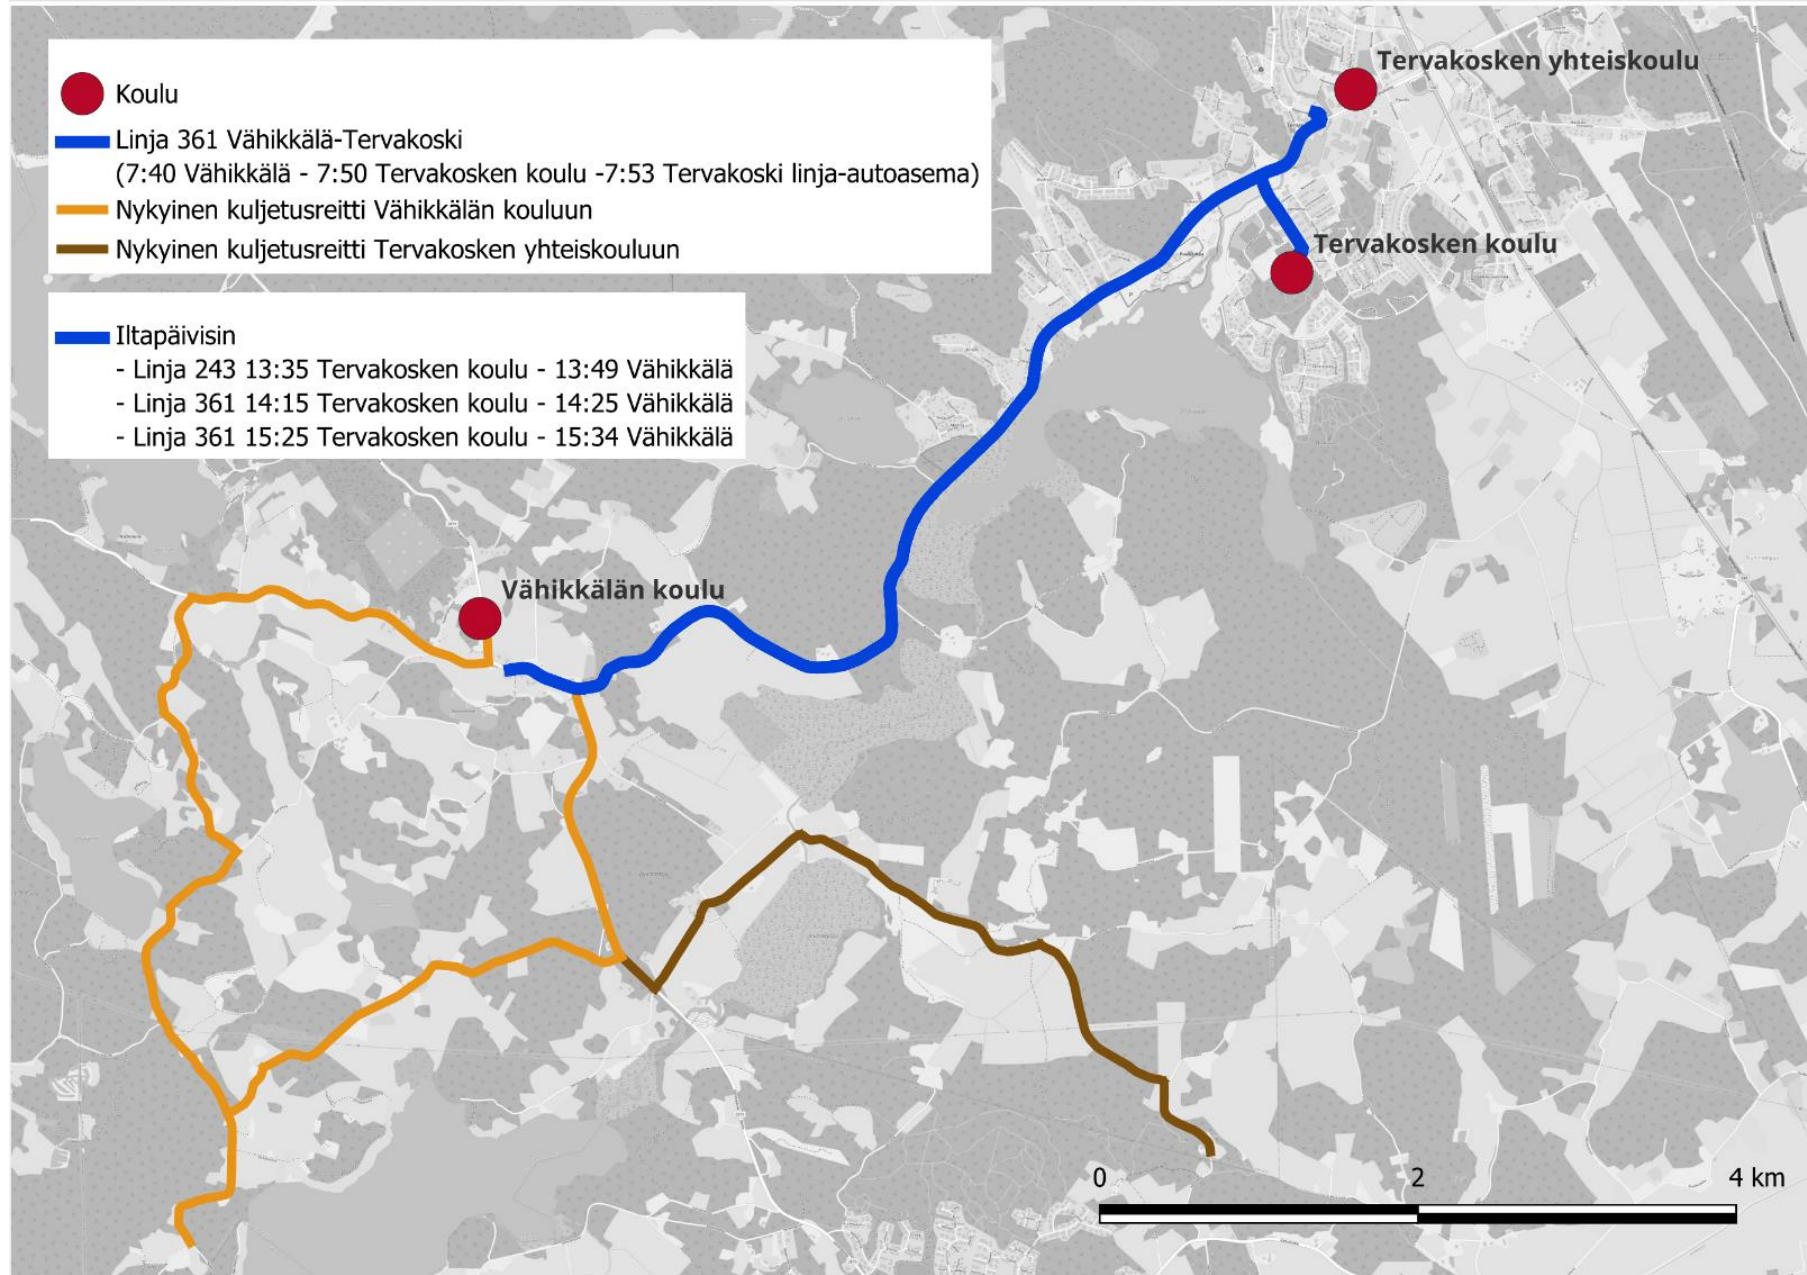 Koulu
Linja 361 Vähikkälä-Tervakoski
(7:40 Vähikkälä - 7:50 Tervakosken koulu -7:53 Tervakoski linja-autoasema)
Nykyinen kuljetusreitti Vähikkälän kouluun
Nykyinen kuljetusreitti Tervakosken yhteiskouluun
Iltapäivisin
- Linja 243 13:35 Tervakosken koulu - 13:49 Vähikkälä
- Linja 361 14:15 Tervakosken koulu - 14:25 Vähikkälä
- Linja 361 15:25 Tervakosken koulu - 15:34 Vähikkälä
Tervakosken yhteiskoulu
Tervakosken koulu
Vähikkälän koulu
0 2 4 km